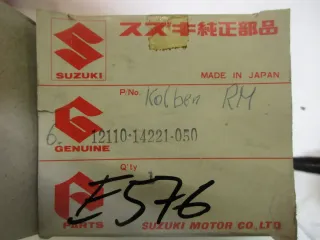 スズキ純正部品
SUZUKI
MADE IN JAPAN
P/No.
Kolben RM
6.
12110-14221-050
GENUINE
Q'ty
E576
PARTS
SUZUKI MOTOR CO., LTD.